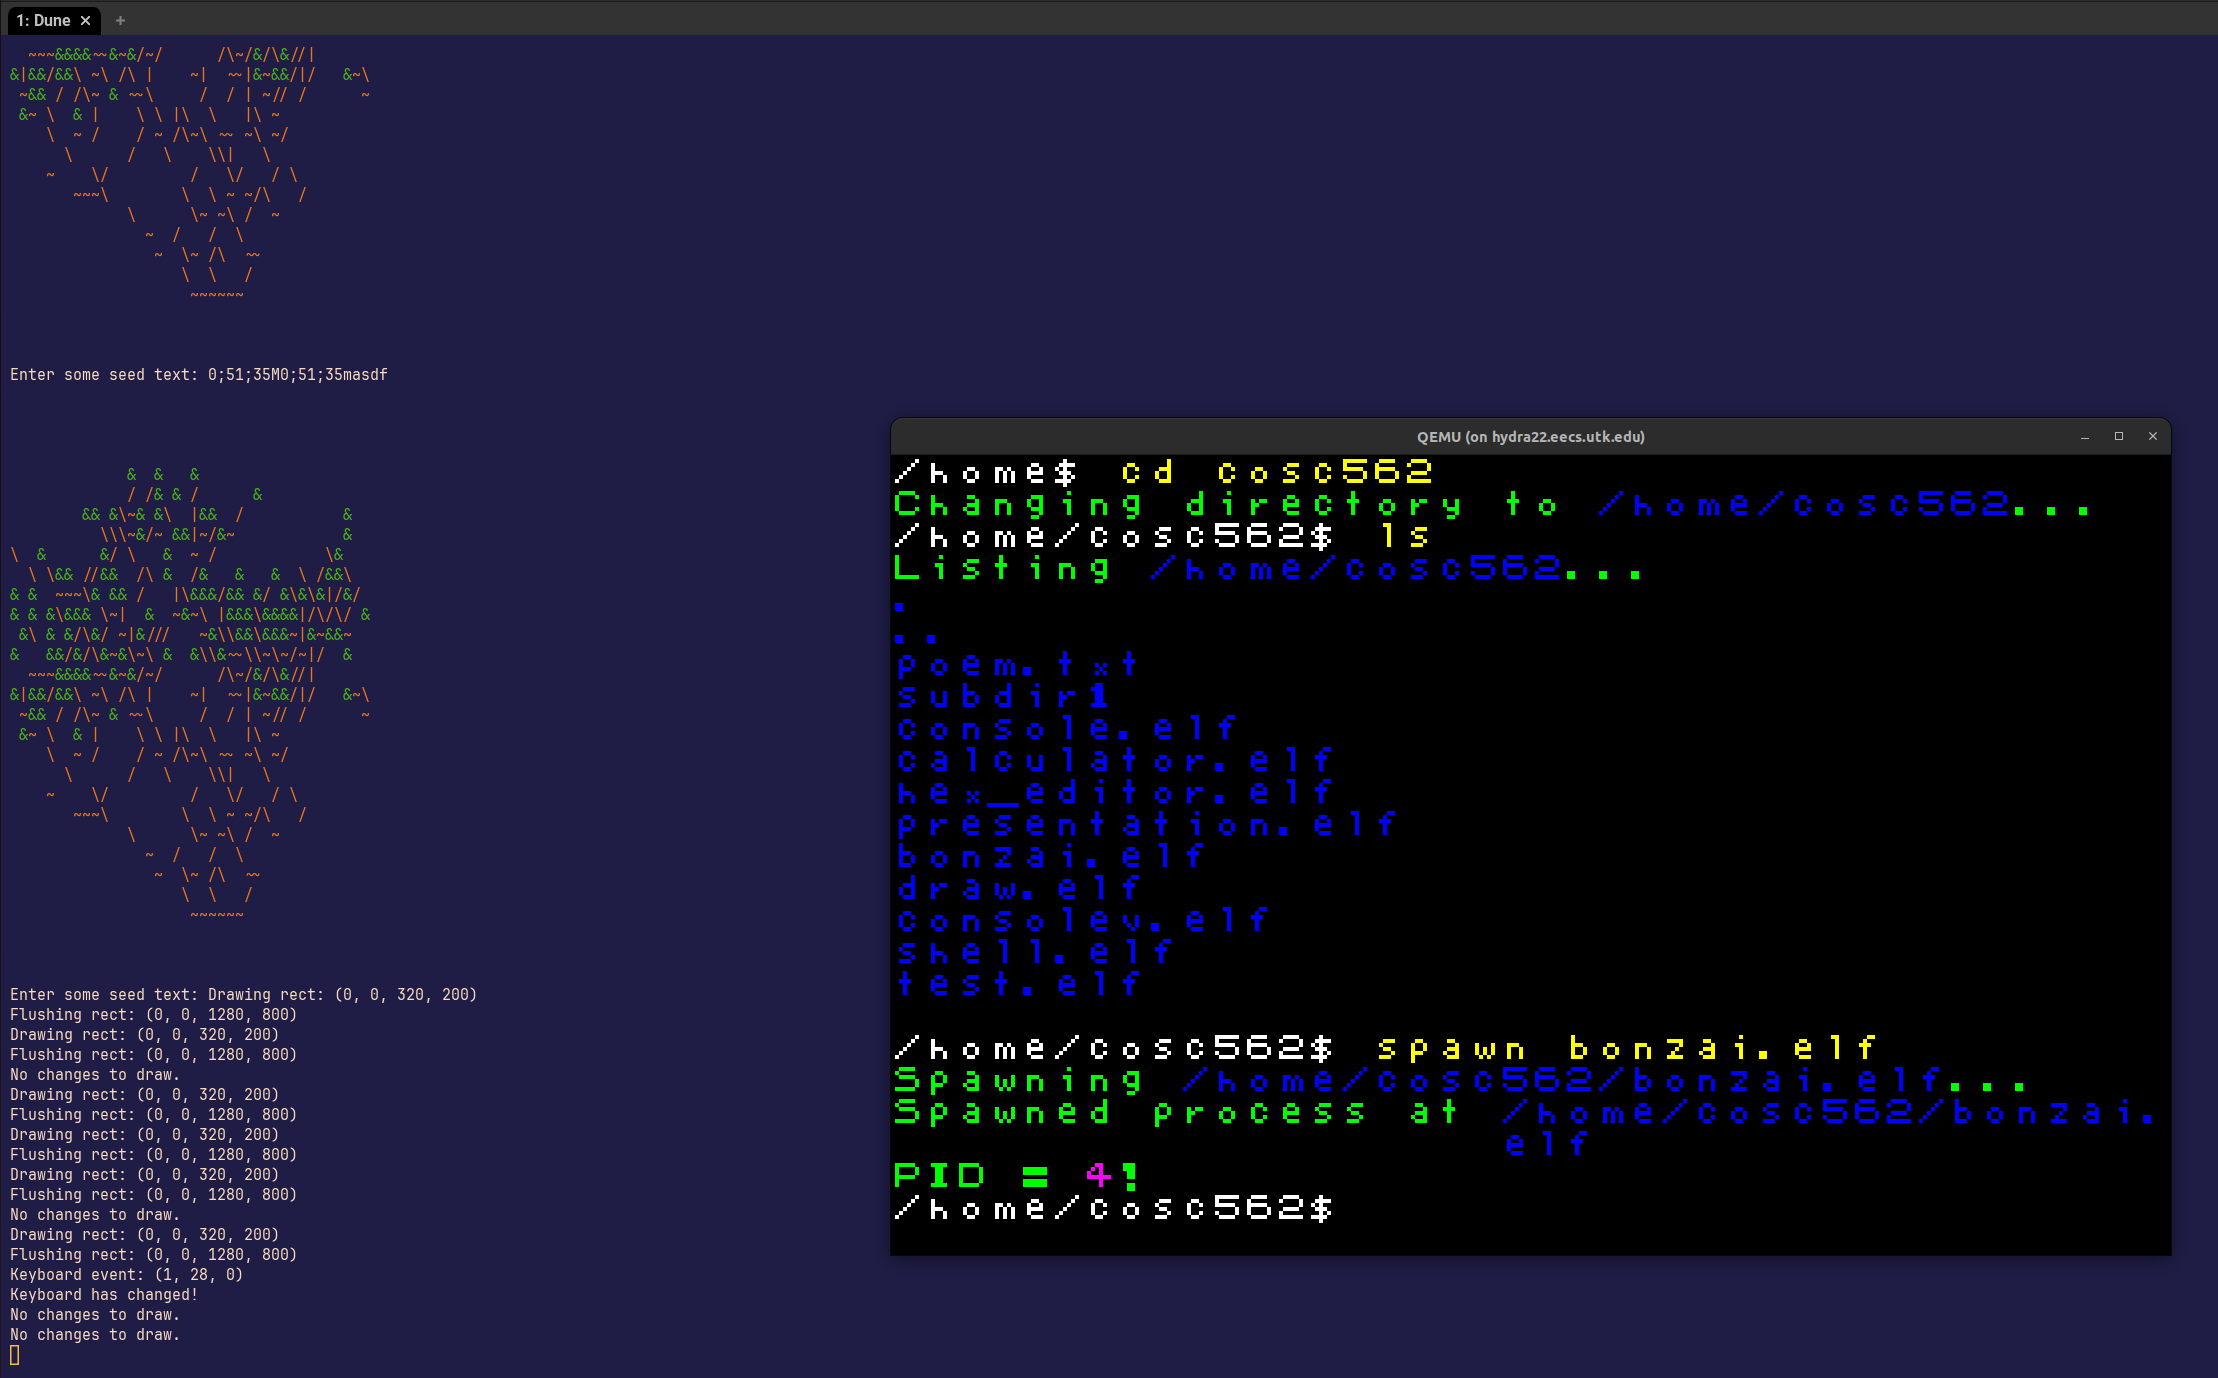 1: Dune × +
  ~~~&&&&~~&~&/~/      /\~/&/\&//|
&|&&/&&\ ~\ /\ |    ~|  ~~|&~&&/|/   &~\
 ~&& / /\~ & ~~\     /  / | ~// /      ~
 &~ \  & |    \ \ |\  \   |\ ~
    \  ~ /    / ~ /\~\ ~~ ~\ ~/
      \      /   \    \\|   \
    ~    \/         /   \/   / \
       ~~~\        \  \ ~ ~/\   /
             \      \~ ~\ /  ~
               ~  /   /  \
                ~  \~ /\  ~~
                   \  \   /
                    ~~~~~~
Enter some seed text: 0;51;35M0;51;35masdf
             &  &   &
             / /& & /      &
        && &\~& &\  |&&  /           &
          \\\~&/~ &&|~/&~            &
\  &      &/ \   &  ~ /            \&
  \ \&& //&&  /\ &  /&   &   &  \ /&&\
& &  ~~~\& && /   |\&&&/&& &/ &\&\&|/&/
& & &\&&& \~|  &  ~&~\ |&&&\&&&&|/\/\/ &
 &\ & &/\&/ ~|&///   ~&\\&&\&&&~|&~&&~
&   &&/&/\&~&\~\ &  &\\&~~\\~\~/~|/  &
  ~~~&&&&~~&~&/~/      /\~/&/\&//|
&|&&/&&\ ~\ /\ |    ~|  ~~|&~&&/|/   &~\
 ~&& / /\~ & ~~\     /  / | ~// /      ~
 &~ \  & |    \ \ |\  \   |\ ~
    \  ~ /    / ~ /\~\ ~~ ~\ ~/
      \      /   \    \\|   \
    ~    \/         /   \/   / \
       ~~~\        \  \ ~ ~/\   /
             \      \~ ~\ /  ~
               ~  /   /  \
                ~  \~ /\  ~~
                   \  \   /
                    ~~~~~~
Enter some seed text: Drawing rect: (0, 0, 320, 200)
Flushing rect: (0, 0, 1280, 800)
Drawing rect: (0, 0, 320, 200)
Flushing rect: (0, 0, 1280, 800)
No changes to draw.
Drawing rect: (0, 0, 320, 200)
Flushing rect: (0, 0, 1280, 800)
Drawing rect: (0, 0, 320, 200)
Flushing rect: (0, 0, 1280, 800)
Drawing rect: (0, 0, 320, 200)
Flushing rect: (0, 0, 1280, 800)
No changes to draw.
Drawing rect: (0, 0, 320, 200)
Flushing rect: (0, 0, 1280, 800)
Keyboard event: (1, 28, 0)
Keyboard has changed!
No changes to draw.
No changes to draw.
QEMU (on hydra22.eecs.utk.edu)
/home$ cd cosc562
Changing directory to /home/cosc562...
/home/cosc562$ ls
Listing /home/cosc562...
.
..
poem.txt
subdir1
console.elf
calculator.elf
hex_editor.elf
presentation.elf
bonzai.elf
draw.elf
consolev.elf
shell.elf
test.elf
/home/cosc562$ spawn bonzai.elf
Spawning /home/cosc562/bonzai.elf...
Spawned process at /home/cosc562/bonzai.
elf
PID = 4!
/home/cosc562$